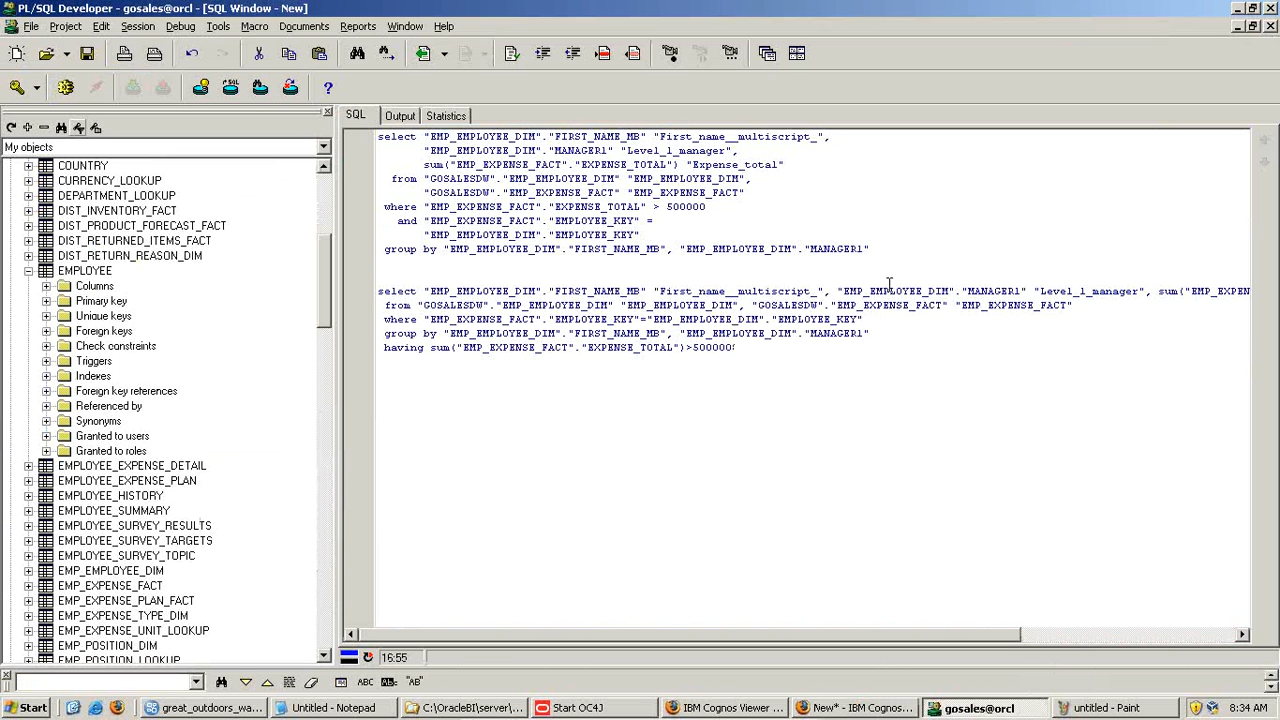 PL/SQL Developer - gosales@orcl - [SQL Window - New]
File Project Edit Session Debug Tools Macro Documents Reports Window Help
SQL Output Statistics
My objects
COUNTRY
CURRENCY_LOOKUP
DEPARTMENT_LOOKUP
DIST_INVENTORY_FACT
DIST_PRODUCT_FORECAST_FACT
DIST_RETURNED_ITEMS_FACT
DIST_RETURN_REASON_DIM
EMPLOYEE
Columns
Primary key
Unique keys
Foreign keys
Check constraints
Triggers
Indexes
Foreign key references
Referenced by
Synonyms
Granted to users
Granted to roles
EMPLOYEE_EXPENSE_DETAIL
EMPLOYEE_EXPENSE_PLAN
EMPLOYEE_HISTORY
EMPLOYEE_SUMMARY
EMPLOYEE_SURVEY_RESULTS
EMPLOYEE_SURVEY_TARGETS
EMPLOYEE_SURVEY_TOPIC
EMP_EMPLOYEE_DIM
EMP_EXPENSE_FACT
EMP_EXPENSE_PLAN_FACT
EMP_EXPENSE_TYPE_DIM
EMP_EXPENSE_UNIT_LOOKUP
EMP_POSITION_DIM
EMP_POSITION_LOOKUP
select "EMP_EMPLOYEE_DIM"."FIRST_NAME_MB" "First_name__multiscript_",
"EMP_EMPLOYEE_DIM"."MANAGER1" "Level_1_manager",
sum("EMP_EXPENSE_FACT"."EXPENSE_TOTAL") "Expense_total"
from "GOSALESDW"."EMP_EMPLOYEE_DIM" "EMP_EMPLOYEE_DIM",
"GOSALESDW"."EMP_EXPENSE_FACT" "EMP_EXPENSE_FACT"
where "EMP_EXPENSE_FACT"."EXPENSE_TOTAL" > 500000
and "EMP_EXPENSE_FACT"."EMPLOYEE_KEY" =
"EMP_EMPLOYEE_DIM"."EMPLOYEE_KEY"
group by "EMP_EMPLOYEE_DIM"."FIRST_NAME_MB", "EMP_EMPLOYEE_DIM"."MANAGER1"
select "EMP_EMPLOYEE_DIM"."FIRST_NAME_MB" "First_name__multiscript_", "EMP_EMPLOYEE_DIM"."MANAGER1" "Level_1_manager", sum("EMP_EXPEN
from "GOSALESDW"."EMP_EMPLOYEE_DIM" "EMP_EMPLOYEE_DIM", "GOSALESDW"."EMP_EXPENSE_FACT" "EMP_EXPENSE_FACT"
where "EMP_EXPENSE_FACT"."EMPLOYEE_KEY"="EMP_EMPLOYEE_DIM"."EMPLOYEE_KEY"
group by "EMP_EMPLOYEE_DIM"."FIRST_NAME_MB", "EMP_EMPLOYEE_DIM"."MANAGER1"
having sum("EMP_EXPENSE_FACT"."EXPENSE_TOTAL")>500000;
16:55
ABC "AB"
Start great_outdoors_wa... Untitled - Notepad C:\OracleBI\server\... Start OC4J IBM Cognos Viewer ... New* - IBM Cognos... gosales@orcl untitled - Paint 8:34 AM